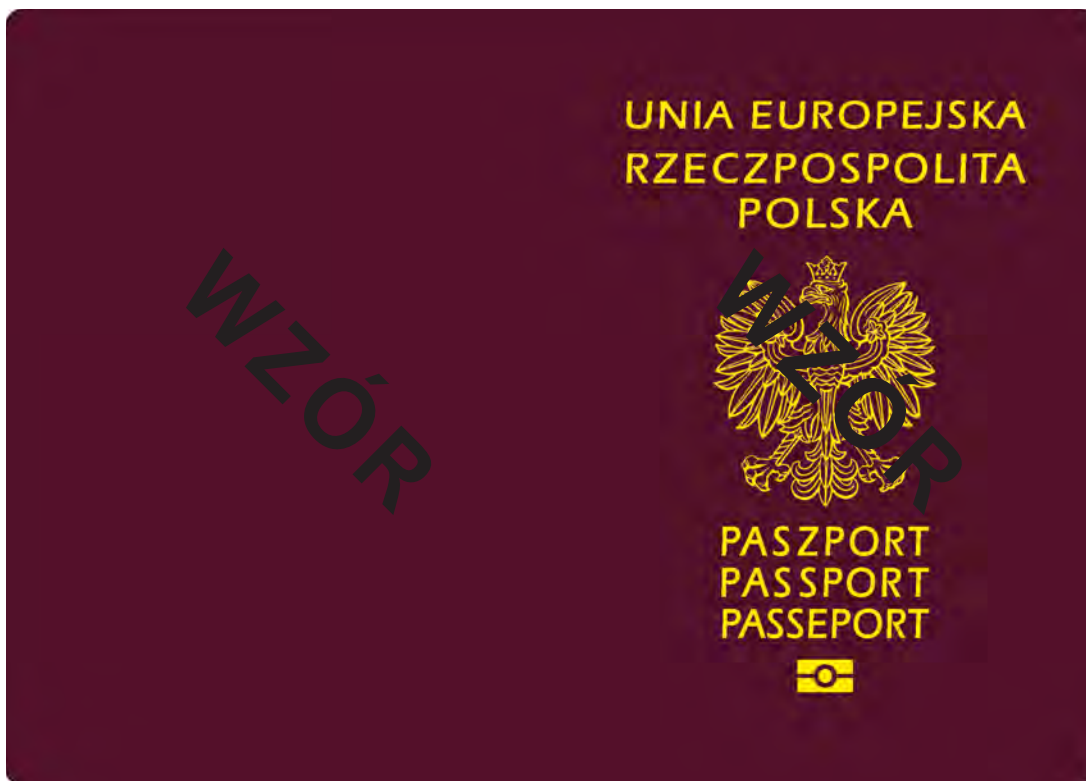 UNIA EUROPEJSKA
RZECZPOSPOLITA
POLSKA
WZÓR
WZÓR
PASZPORT
PASSPORT
PASSEPORT